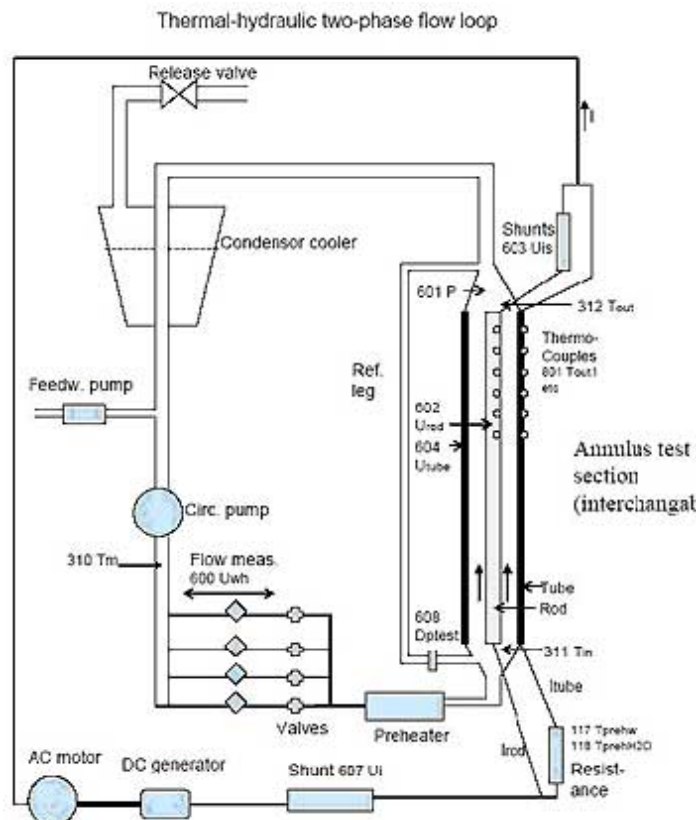 Thermal-hydraulic two-phase flow loop
Release valve
I
Condensor cooler
Shunts
603 Uis
601 P
312 Tout
Thermo-
Couples
801 Tout1
etc
Ref.
leg
Feedw. pump
602
Urod
604
Utube
Annulus test
section
(interchangab
Circ. pump
310 Tm
Flow meas.
600 Uwh
Tube
Rod
608
Dptest
311 Tin
Itube
Valves
Preheater
Irod
117 Tprehw
118 TprehH2O
Resist-
ance
AC motor
DC generator
Shunt 607 Ui